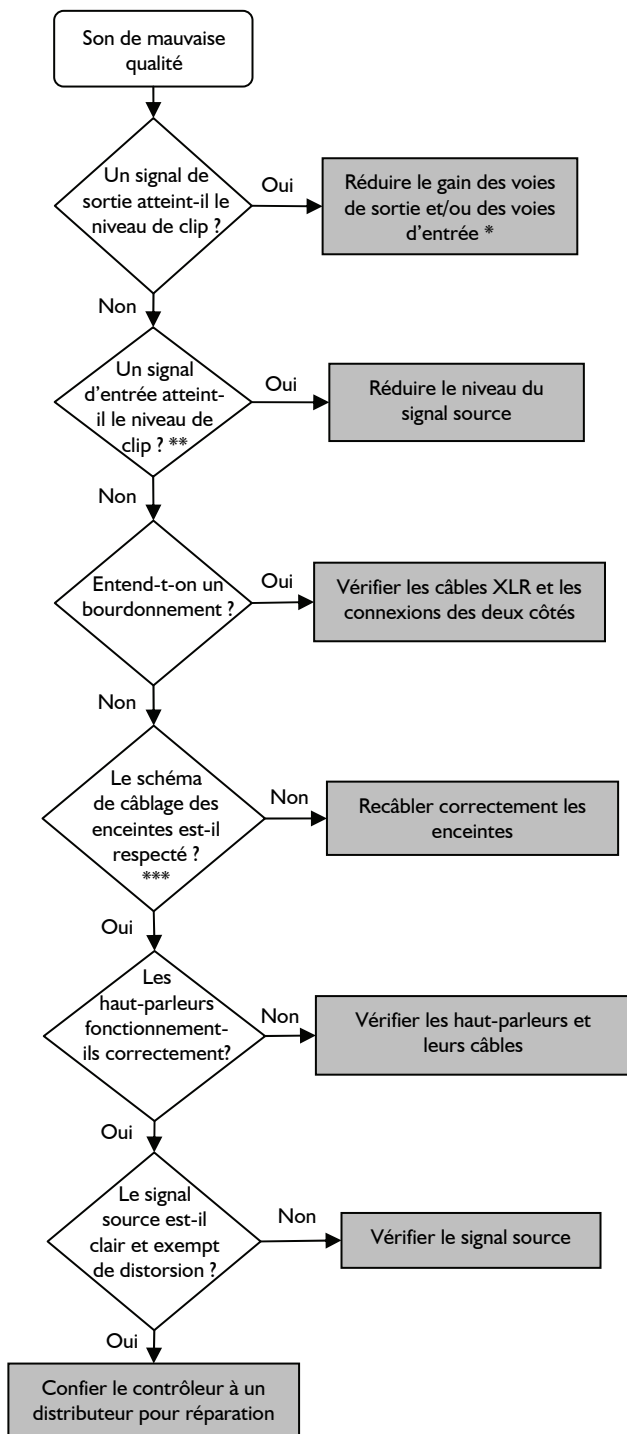 Son de mauvaise
qualité
Un signal de
sortie atteint-il le
niveau de clip ?
Oui
Réduire le gain des voies
de sortie et/ou des voies
d'entrée *
Non
Un signal
d'entrée atteint-
il le niveau de
clip ? **
Oui
Réduire le niveau du
signal source
Non
Entend-t-on un
bourdonnement ?
Oui
Vérifier les câbles XLR et les
connexions des deux côtés
Non
Le schéma
de câblage des
enceintes est-il
respecté ?
***
Non
Recâbler correctement les
enceintes
Oui
Les
haut-parleurs
fonctionnement-
ils correctement?
Non
Vérifier les haut-parleurs et
leurs câbles
Oui
Le signal
source est-il
clair et exempt
de distorsion ?
Non
Vérifier le signal source
Oui
Confier le contrôleur à un
distributeur pour réparation